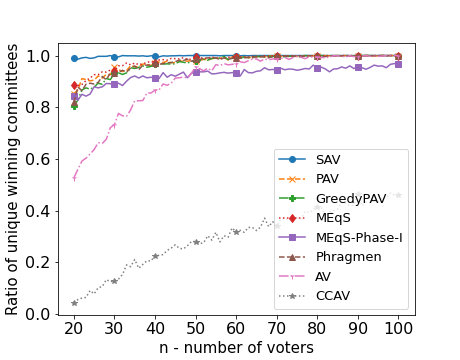 Ratio of unique winning committees
1.0
0.8
0.6
0.4
0.2
0.0
SAV
PAV
GreedyPAV
MEqS
MEqS-Phase-I
Phragmen
AV
CCAV
20 30 40 50 60 70 80 90 100
n - number of voters